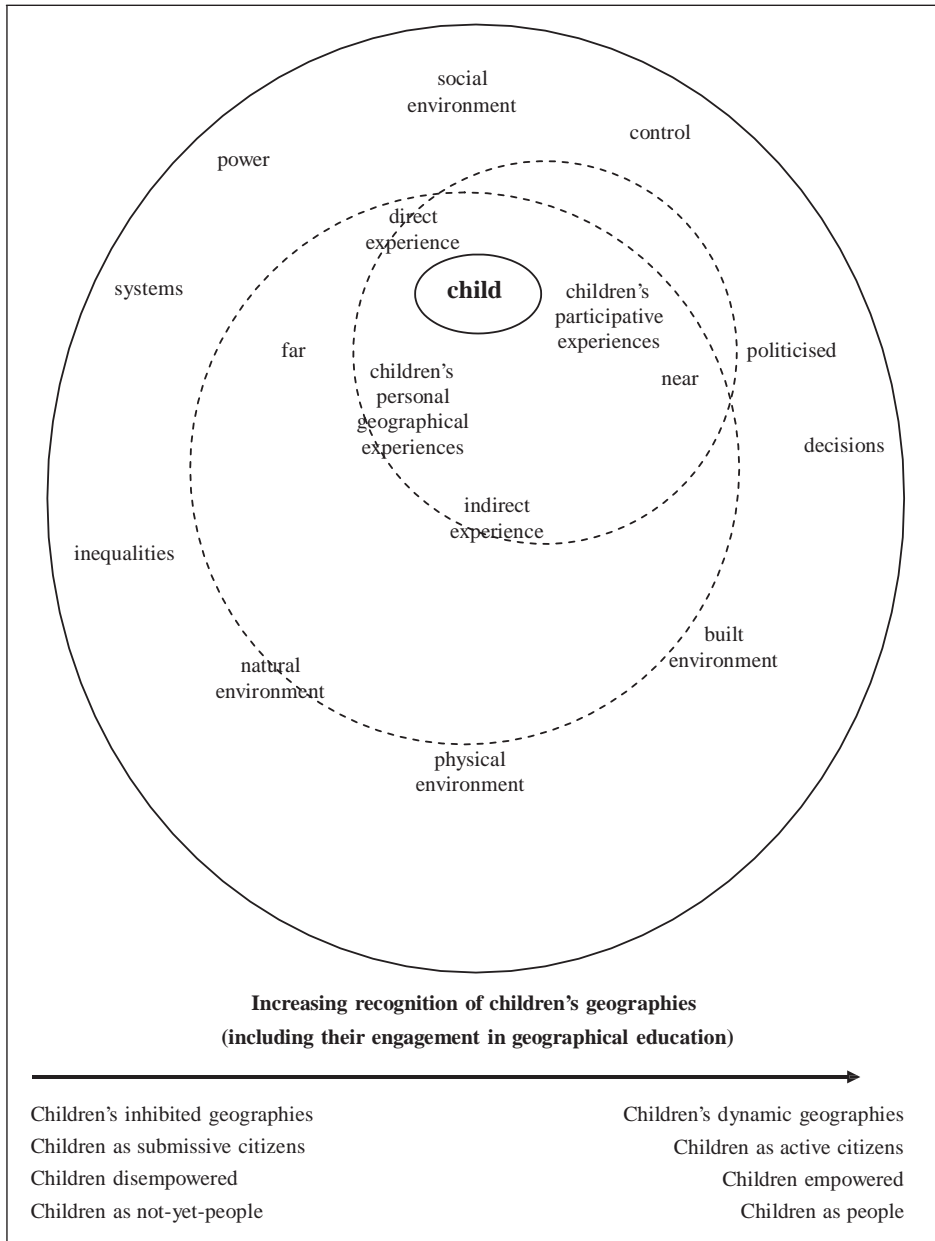 social
environment
control
power
direct
experience
child
systems
children's
participative
experiences
far
politicised
near
children's
personal
geographical
experiences
decisions
indirect
experience
inequalities
built
environment
natural
environment
physical
environment
Increasing recognition of children's geographies
(including their engagement in geographical education)
Children's inhibited geographies
Children as submissive citizens
Children disempowered
Children as not-yet-people
Children's dynamic geographies
Children as active citizens
Children empowered
Children as people